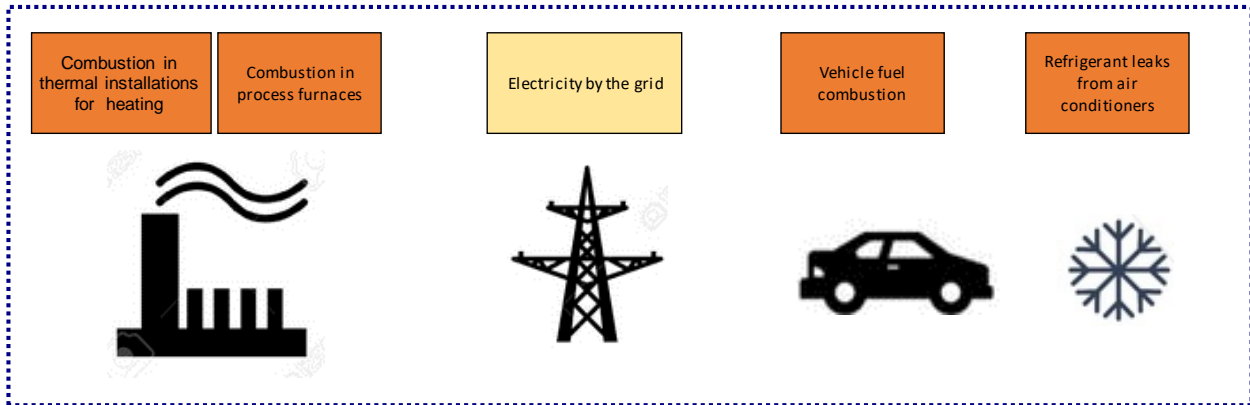 Combustion in
thermal installations
for heating
Combustion in
process furnaces
Electricity by the grid
Vehicle fuel
combustion
Refrigerant leaks
from air
conditioners